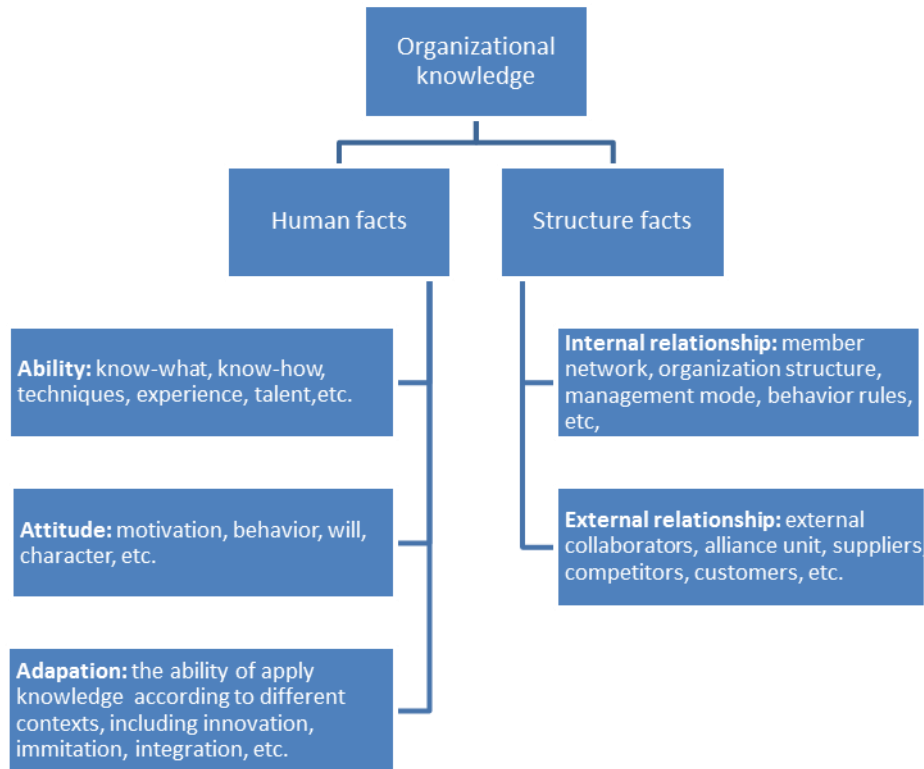 Organizational
knowledge
Human facts
Structure facts
Ability: know-what, know-how,
techniques, experience, talent,etc.
Attitude: motivation, behavior, will,
character, etc.
Adapation: the ability of apply
knowledge according to different
contexts, including innovation,
immitation, integration, etc.
Internal relationship: member
network, organization structure,
management mode, behavior rules,
etc,
External relationship: external
collaborators, alliance unit, suppliers,
competitors, customers, etc.